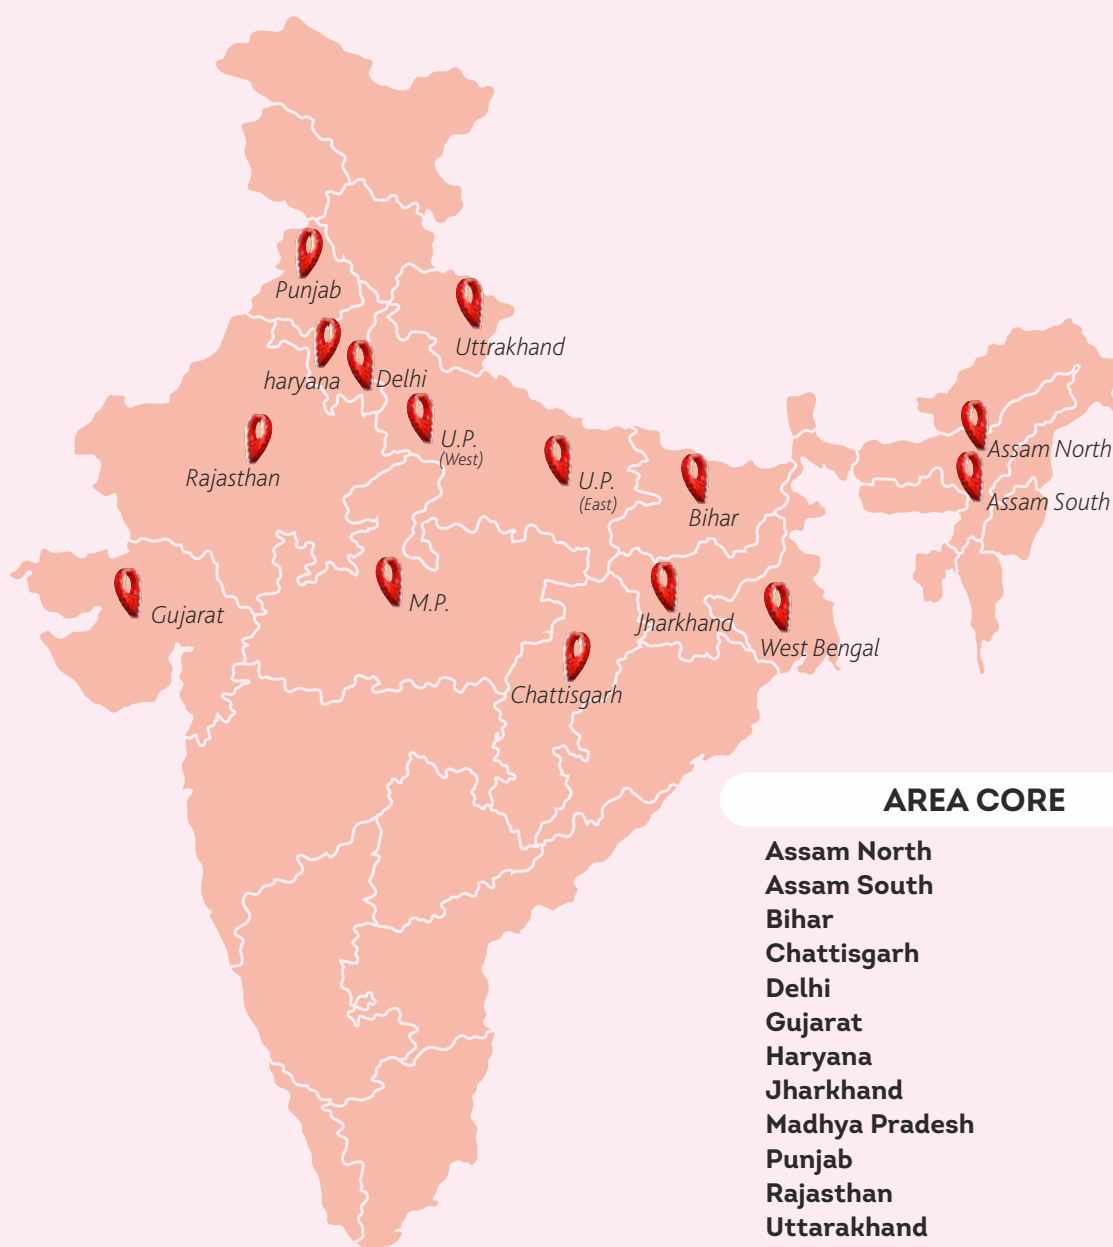 Punjab
Uttrakhand
haryana
Delhi
U.P.
(West)
Rajasthan
U.P.
(East)
Bihar
Assam North
Assam South
Gujarat
M.P.
Jharkhand
West Bengal
Chattisgarh
AREA CORE
Assam North
Assam South
Bihar
Chattisgarh
Delhi
Gujarat
Haryana
Jharkhand
Madhya Pradesh
Punjab
Rajasthan
Uttarakhand